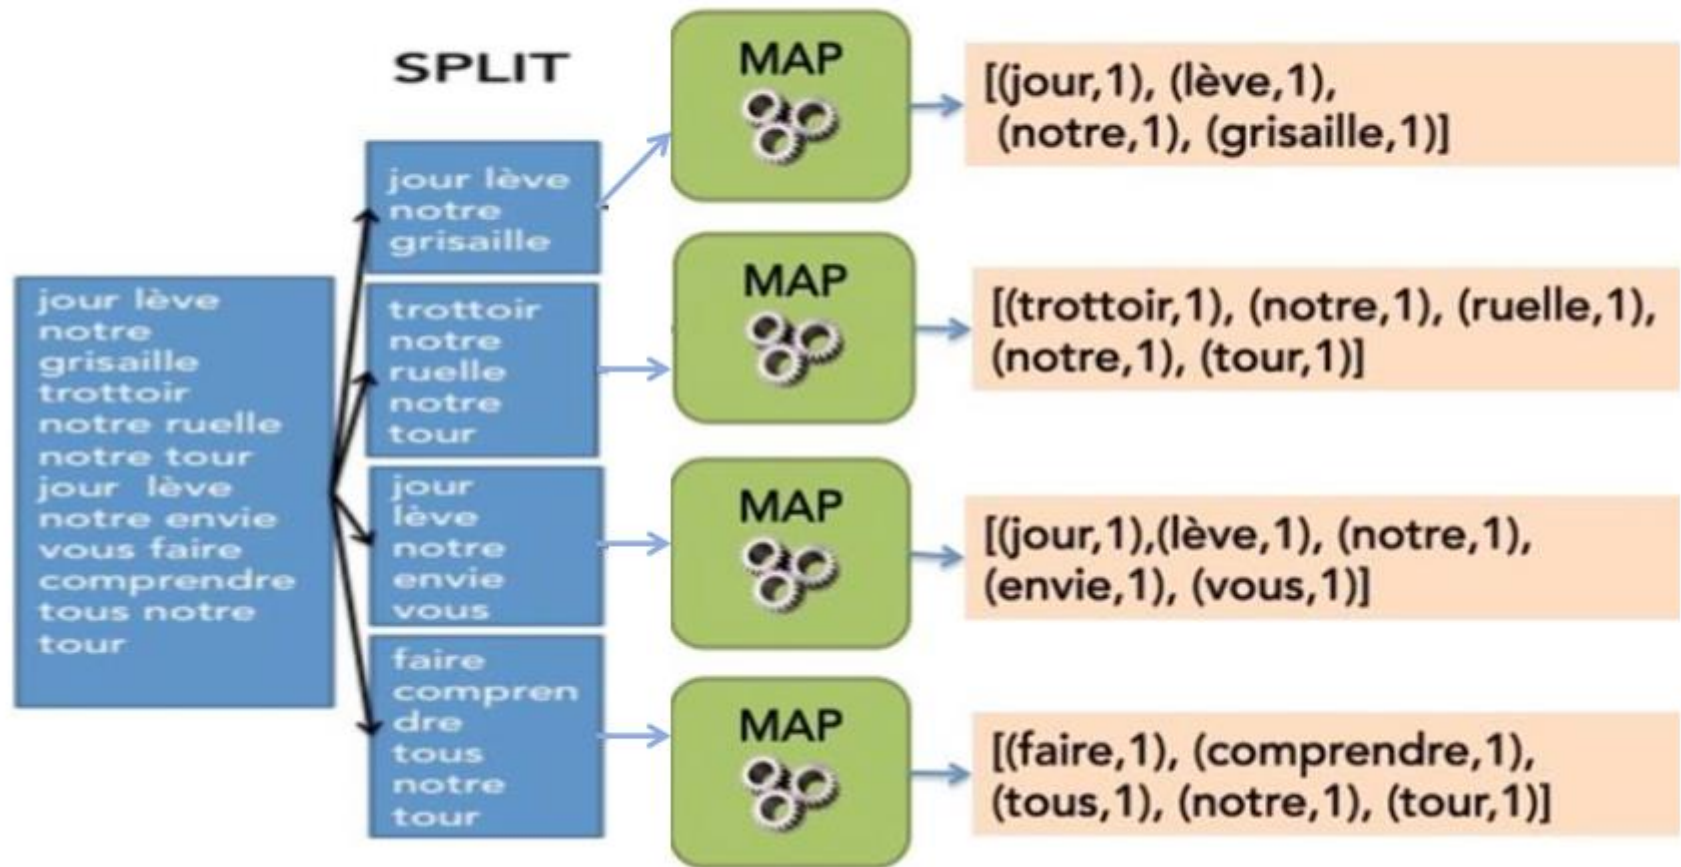 SPLIT
jour lève
notre
grisaille
trottoir
notre ruelle
notre tour
jour lève
notre envie
vous faire
comprendre
tous notre
tour
jour lève
notre
grisaille
trottoir
notre
ruelle
notre
tour
jour
lève
notre
envie
vous
faire
compren
dre
tous
notre
tour
MAP
[(jour,1), (lève,1),
(notre,1), (grisaille,1)]
MAP
[(trottoir,1), (notre,1), (ruelle,1),
(notre,1), (tour,1)]
MAP
[(jour,1),(lève,1), (notre,1),
(envie,1), (vous,1)]
MAP
[(faire,1), (comprendre,1),
(tous,1), (notre,1), (tour,1)]